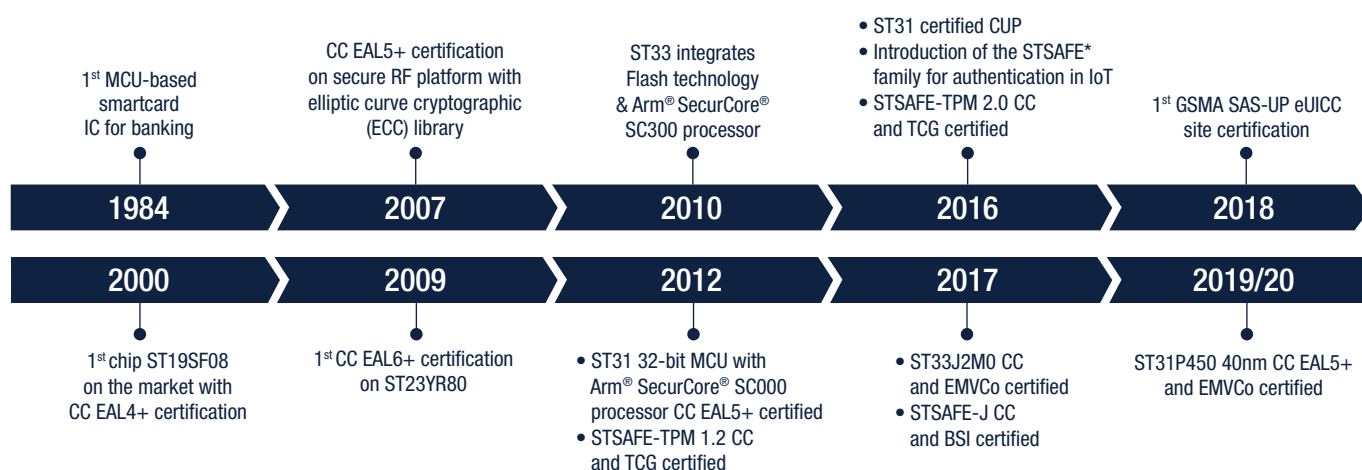 1st MCU-based
smartcard
IC for banking
CC EAL5+ certification
on secure RF platform with
elliptic curve cryptographic
(ECC) library
ST33 integrates
Flash technology
& Arm® SecurCore®
SC300 processor
• ST31 certified CUP
• Introduction of the STSAFE*
family for authentication in IoT
• STSAFE-TPM 2.0 CC
and TCG certified
1st GSMA SAS-UP eUICC
site certification
1984
2007
2010
2016
2018
2000
2009
2012
2017
2019/20
1st chip ST19SF08
on the market with
CC EAL4+ certification
1st CC EAL6+ certification
on ST23YR80
• ST31 32-bit MCU with
Arm® SecurCore® SC000
processor CC EAL5+ certified
• STSAFE-TPM 1.2 CC
and TCG certified
• ST33J2M0 CC
and EMVCo certified
• STSAFE-J CC
and BSI certified
ST31P450 40nm CC EAL5+
and EMVCo certified